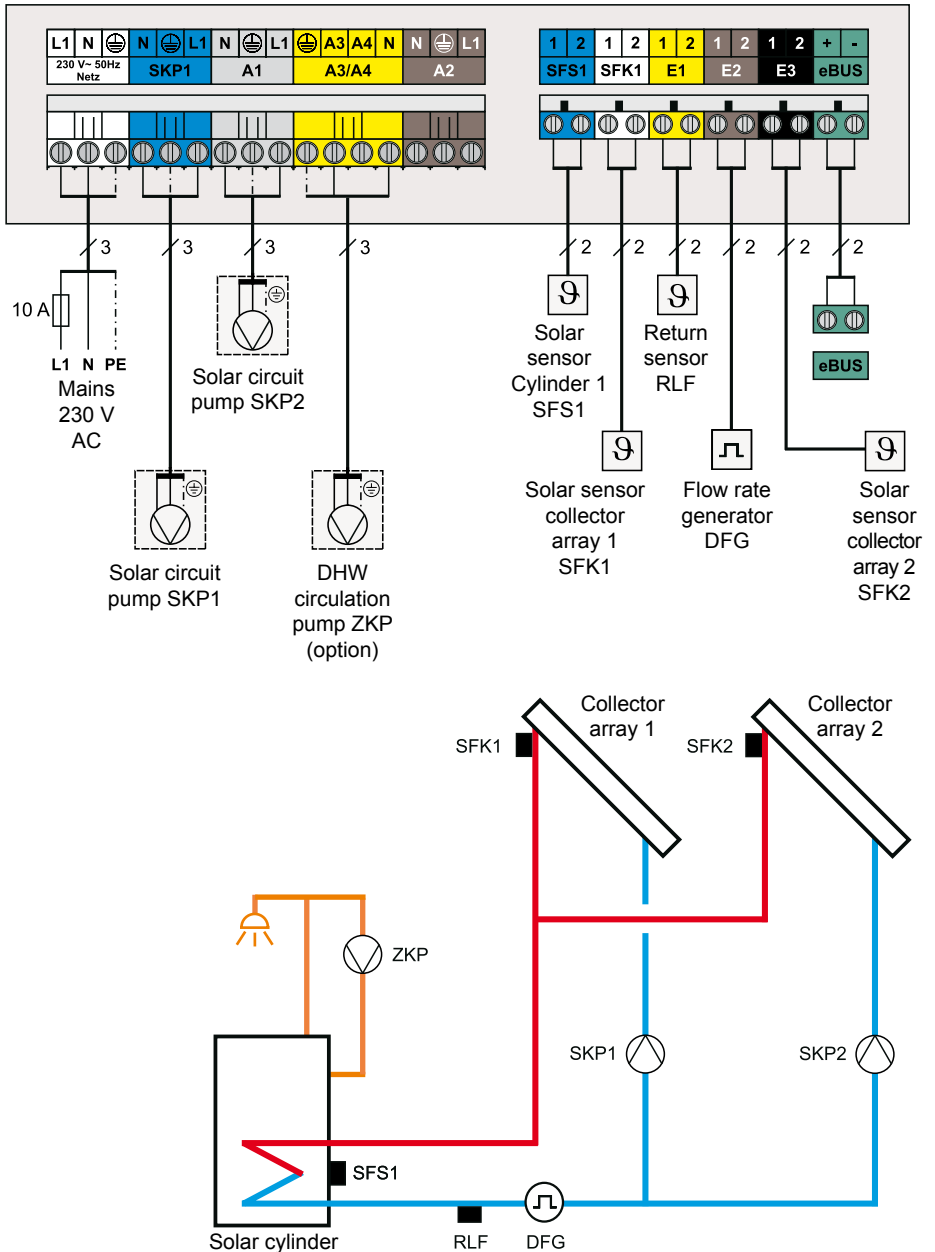 L1 N N L1 N L1 A3 A4 N N L1
230 V~ 50Hz
Netz
SKP1 A1 A3/A4 A2
1 2 1 2 1 2 1 2 1 2 + -
SFS1 SFK1 E1 E2 E3 eBUS
3 3 3 3
2 2 2 2 2 2
10 A
L1 N PE
Mains
230 V
AC
Solar circuit
pump SKP2
Solar circuit
pump SKP1
DHW
circulation
pump ZKP
(option)
ϑ
Solar
sensor
Cylinder 1
SFS1
ϑ
Return
sensor
RLF
eBUS
ϑ
Solar sensor
collector
array 1
SFK1
Flow rate
generator
DFG
ϑ
Solar
sensor
collector
array 2
SFK2
Collector
array 1
Collector
array 2
SFK1
SFK2
ZKP
SKP1
SKP2
SFS1
Solar cylinder
RLF
DFG